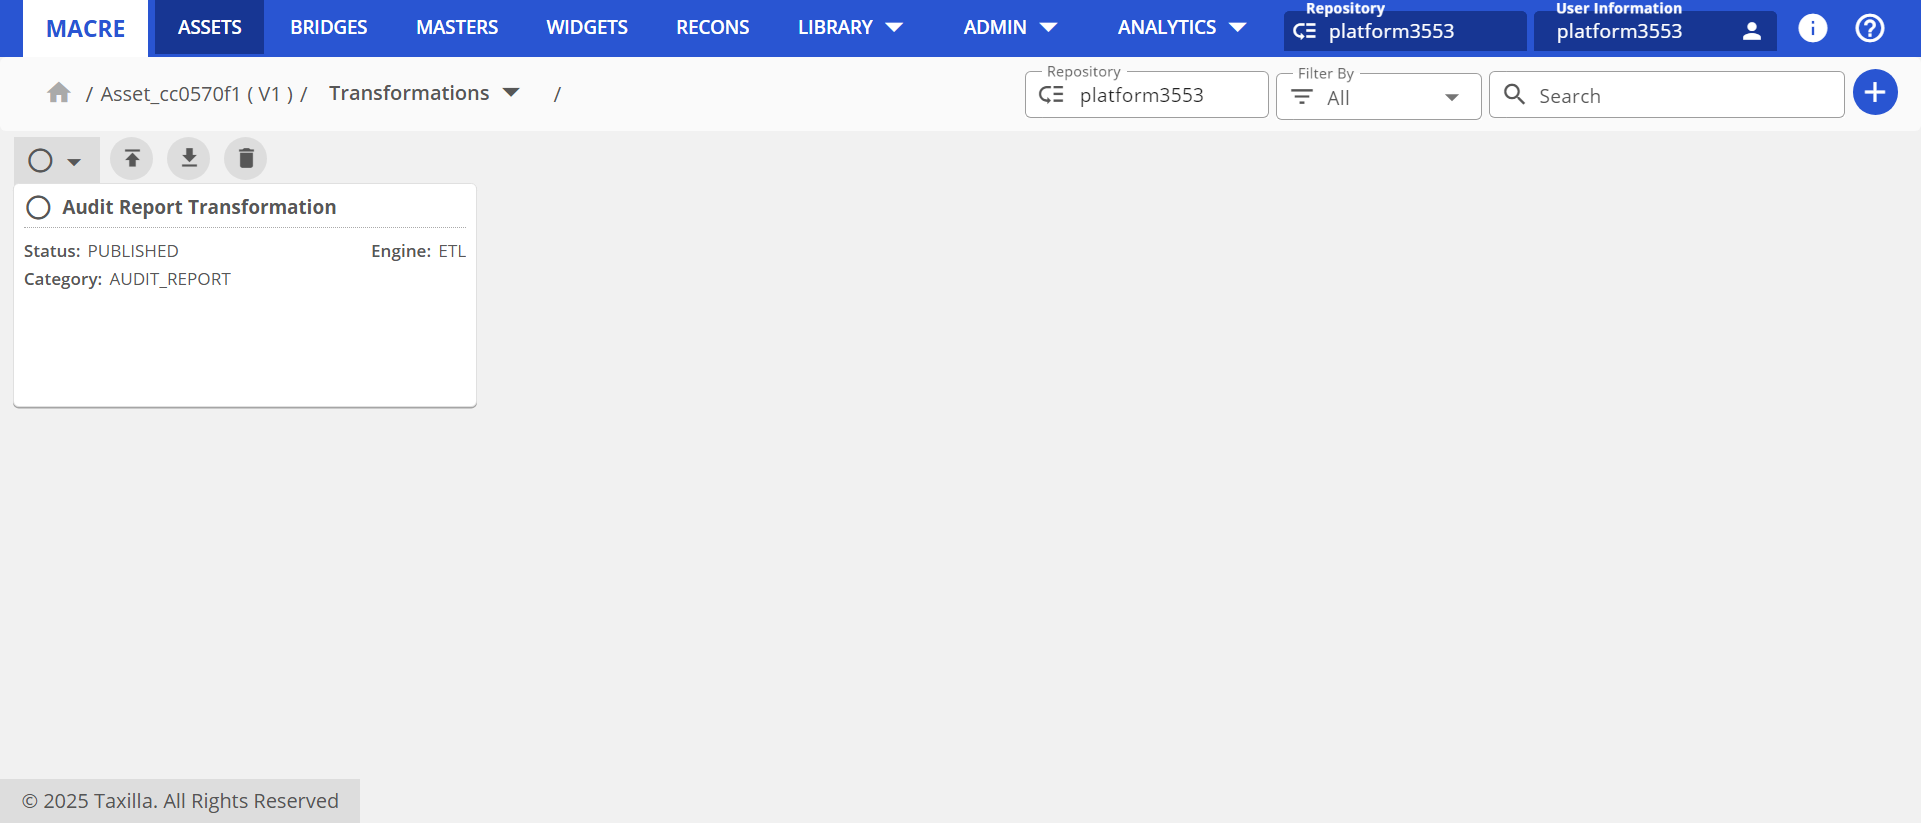 MACRE ASSETS BRIDGES MASTERS WIDGETS RECONS LIBRARY ADMIN ANALYTICS Repository platform3553 User Information platform3553
/ Asset_cc0570f1 ( V1 ) / Transformations / Repository platform3553 Filter By All Search
Audit Report Transformation
Status: PUBLISHED Engine: ETL
Category: AUDIT_REPORT
© 2025 Taxilla. All Rights Reserved